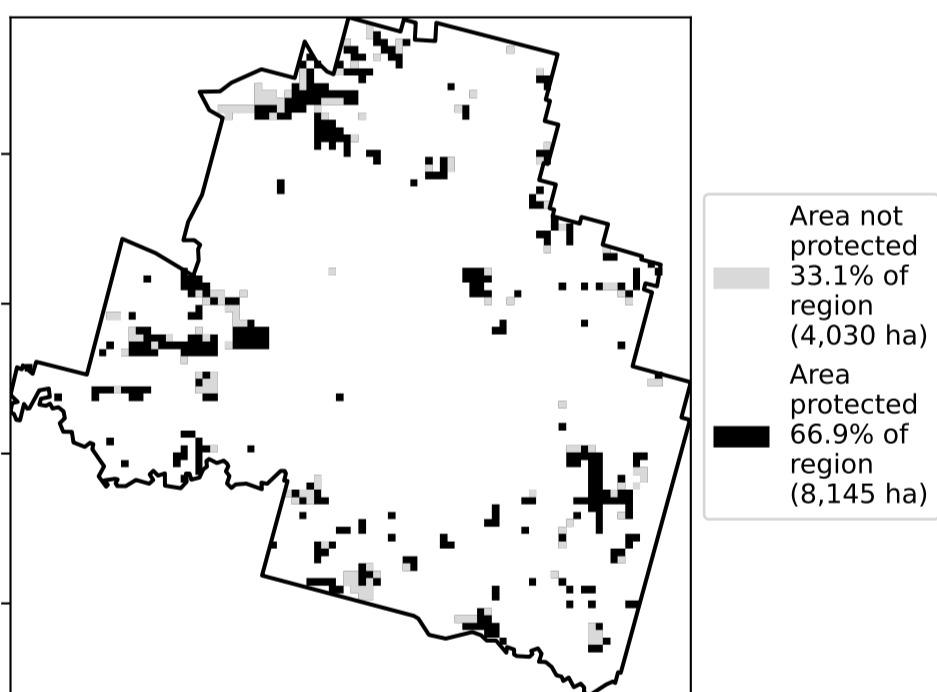 Area not
protected
33.1% of
region
(4,030 ha)
Area
protected
66.9% of
region
(8,145 ha)